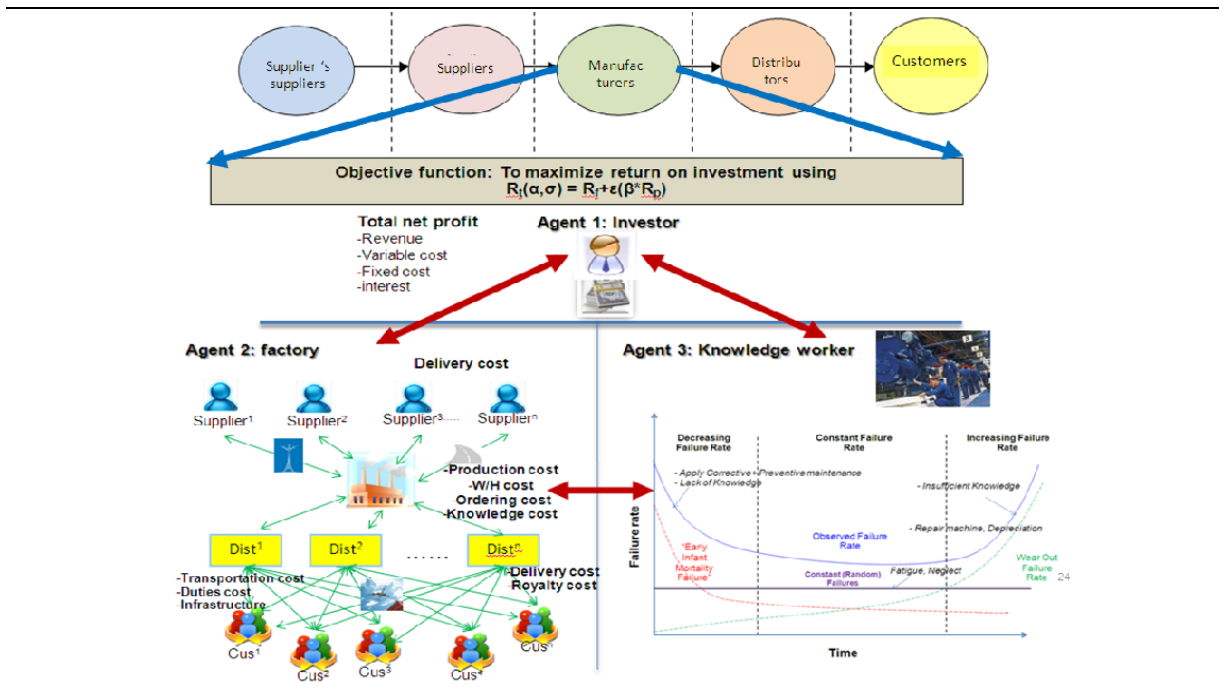 Supplier 's
suppliers
Suppliers
Manufac
turers
Distribu
tors
Customers
Objective function: To maximize return on investment using
Rⱼ(α,σ) = R_f+ε(β*Rₚ)
Total net profit
-Revenue
-Variable cost
-Fixed cost
-interest
Agent 1: Investor
Agent 2: factory
Delivery cost
Supplier¹
Supplier²
Supplier³.....
Supplierⁿ
-Production cost
-W/H cost
Ordering cost
-Knowledge cost
Dist¹
Dist²
......
Distⁿ
-Transportation cost
-Duties cost
-Infrastructure
-Delivery cost
Royalty cost
Cus¹
Cus²
Cus³
Cus⁴
Cusⁿ
Agent 3: Knowledge worker
Decreasing
Failure Rate
Constant Failure
Rate
Increasing Failure
Rate
- Apply Corrective + Preventive maintenance
- Lack of Knowledge
- Insufficient Knowledge
- Repair machine, Depreciation
Observed Failure
Rate
"Early
Infant
Mortality
Failure"
Constant (Random)
Failures
Fatigue, Neglect
Wear Out
Failure
Rate
24
Failure rate
Time